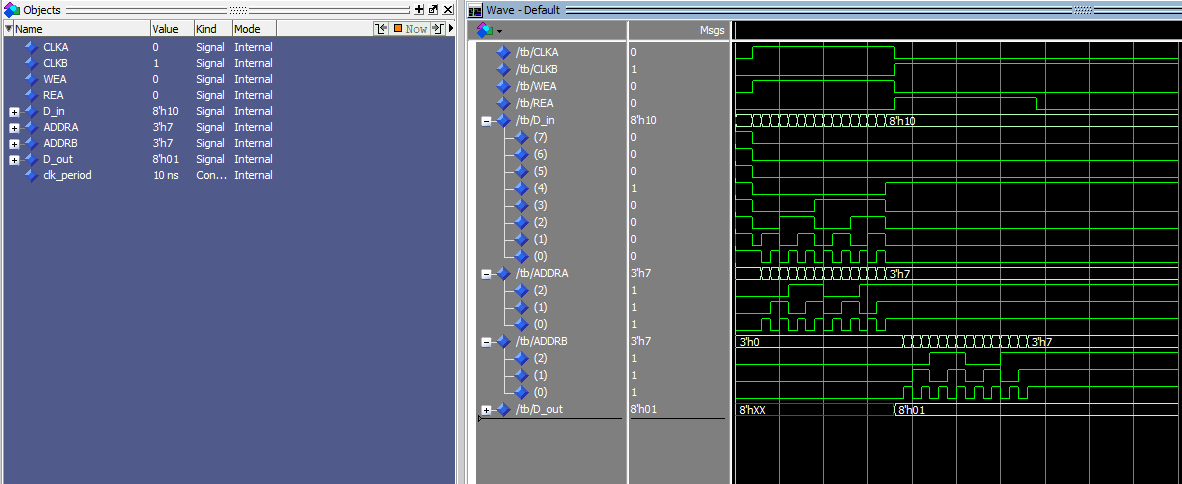 Objects
Name Value Kind Mode Now
CLKA 0 Signal Internal
CLKB 1 Signal Internal
WEA 0 Signal Internal
REA 0 Signal Internal
D_in 8'h10 Signal Internal
ADDRA 3'h7 Signal Internal
ADDRB 3'h7 Signal Internal
D_out 8'h01 Signal Internal
clk_period 10 ns Con... Internal
Wave - Default
Msgs
/tb/CLKA 0
/tb/CLKB 1
/tb/WEA 0
/tb/REA 0
/tb/D_in 8'h10 8'h10
(7) 0
(6) 0
(5) 0
(4) 1
(3) 0
(2) 0
(1) 0
(0) 0
/tb/ADDRA 3'h7 3'h7
(2) 1
(1) 1
(0) 1
/tb/ADDRB 3'h7 3'h0 3'h7
(2) 1
(1) 1
(0) 1
/tb/D_out 8'h01 8'hXX 8'h01